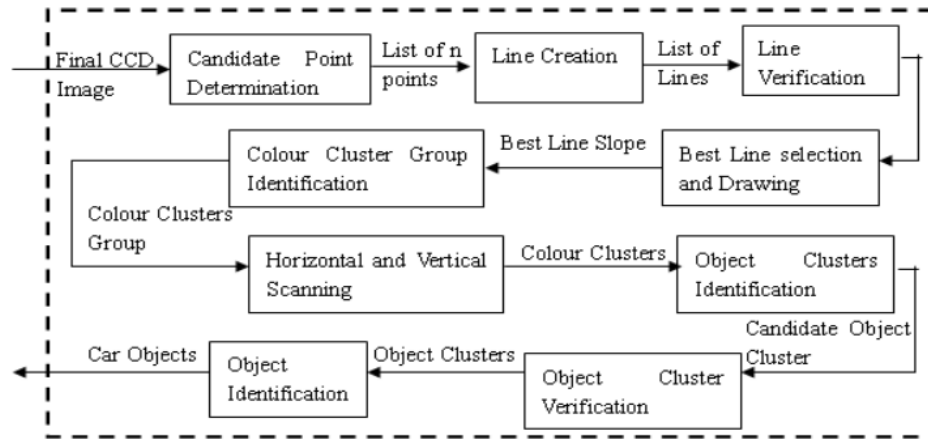 Final CCD
Image
Candidate Point
Determination
List of n
points
Line Creation
List of
Lines
Line
Verification
Best Line selection
and Drawing
Best Line Slope
Colour Cluster Group
Identification
Colour Clusters
Group
Horizontal and Vertical
Scanning
Colour Clusters
Object Clusters
Identification
Candidate Object
Cluster
Object Cluster
Verification
Object Clusters
Object
Identification
Car Objects